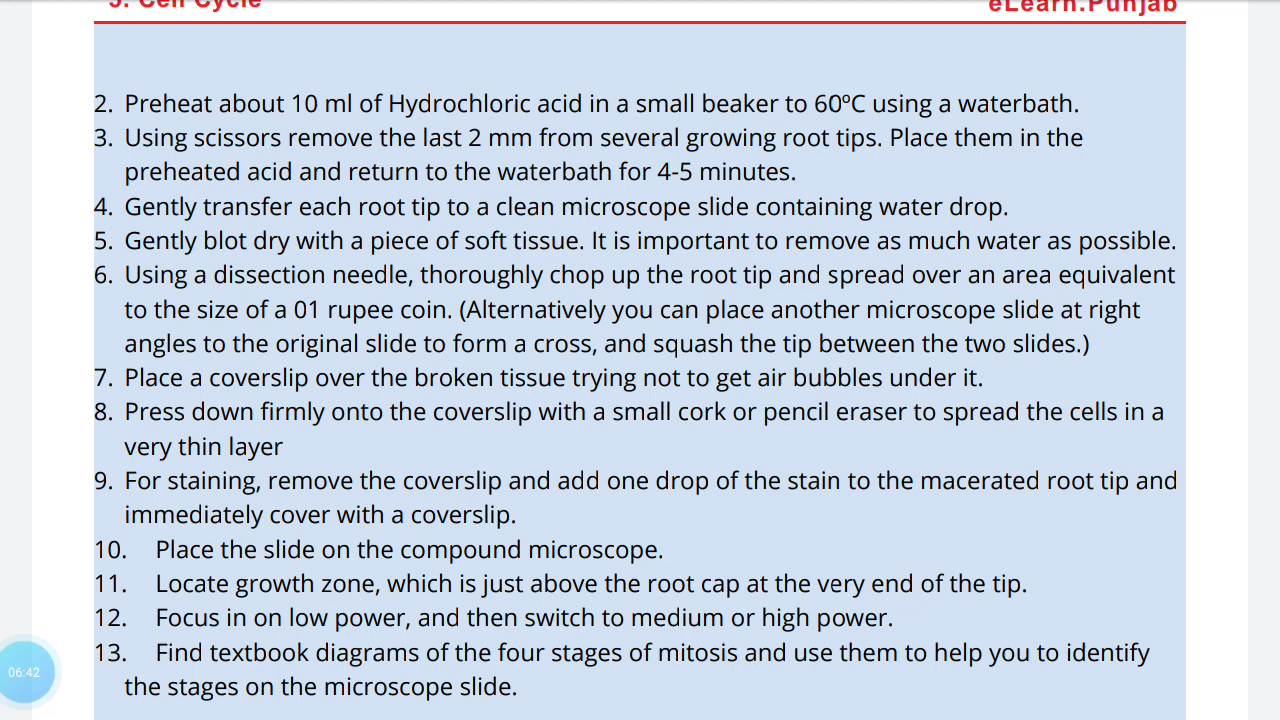 5. Cell Cycle
eLearn.Punjab
2. Preheat about 10 ml of Hydrochloric acid in a small beaker to 60ºC using a waterbath.
3. Using scissors remove the last 2 mm from several growing root tips. Place them in the
preheated acid and return to the waterbath for 4-5 minutes.
4. Gently transfer each root tip to a clean microscope slide containing water drop.
5. Gently blot dry with a piece of soft tissue. It is important to remove as much water as possible.
6. Using a dissection needle, thoroughly chop up the root tip and spread over an area equivalent
to the size of a 01 rupee coin. (Alternatively you can place another microscope slide at right
angles to the original slide to form a cross, and squash the tip between the two slides.)
7. Place a coverslip over the broken tissue trying not to get air bubbles under it.
8. Press down firmly onto the coverslip with a small cork or pencil eraser to spread the cells in a
very thin layer
9. For staining, remove the coverslip and add one drop of the stain to the macerated root tip and
immediately cover with a coverslip.
10. Place the slide on the compound microscope.
11. Locate growth zone, which is just above the root cap at the very end of the tip.
12. Focus in on low power, and then switch to medium or high power.
13. Find textbook diagrams of the four stages of mitosis and use them to help you to identify
06:42
the stages on the microscope slide.